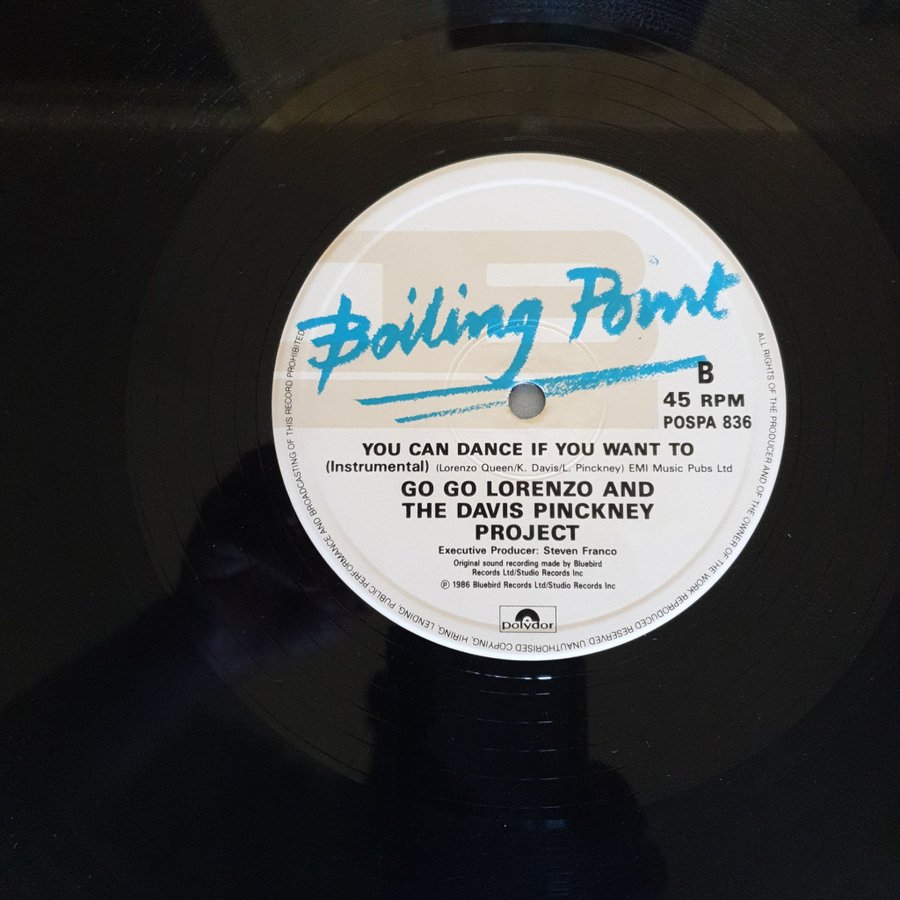 Boiling Point
B
45 RPM
POSPA 836
YOU CAN DANCE IF YOU WANT TO
(Instrumental) (Lorenzo Queen/K. Davis/L. Pinckney) EMI Music Pubs Ltd
GO GO LORENZO AND
THE DAVIS PINCKNEY
PROJECT
Executive Producer: Steven Franco
Original sound recording made by Bluebird
Records Ltd/Studio Records Inc
℗ 1986 Bluebird Records Ltd/Studio Records Inc
polydor
ALL RIGHTS OF THE PRODUCER AND OF THE OWNER OF THE WORK REPRODUCED RESERVED UNAUTHORISED COPYING, HIRING, LENDING, PUBLIC PERFORMANCE AND BROADCASTING OF THIS RECORD PROHIBITED